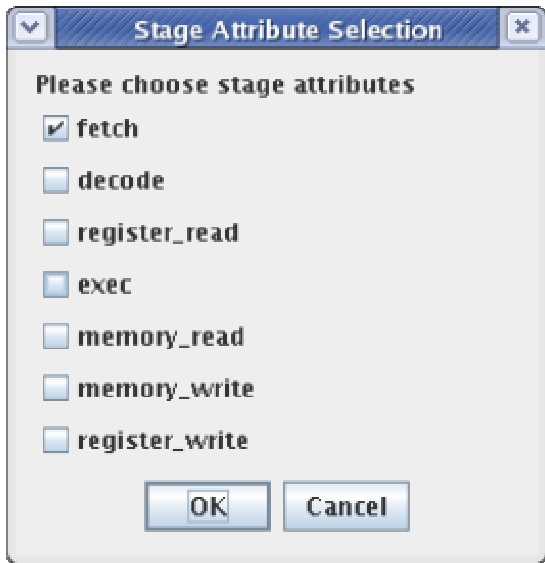 Stage Attribute Selection
Please choose stage attributes
fetch
decode
register_read
exec
memory_read
memory_write
register_write
OK Cancel